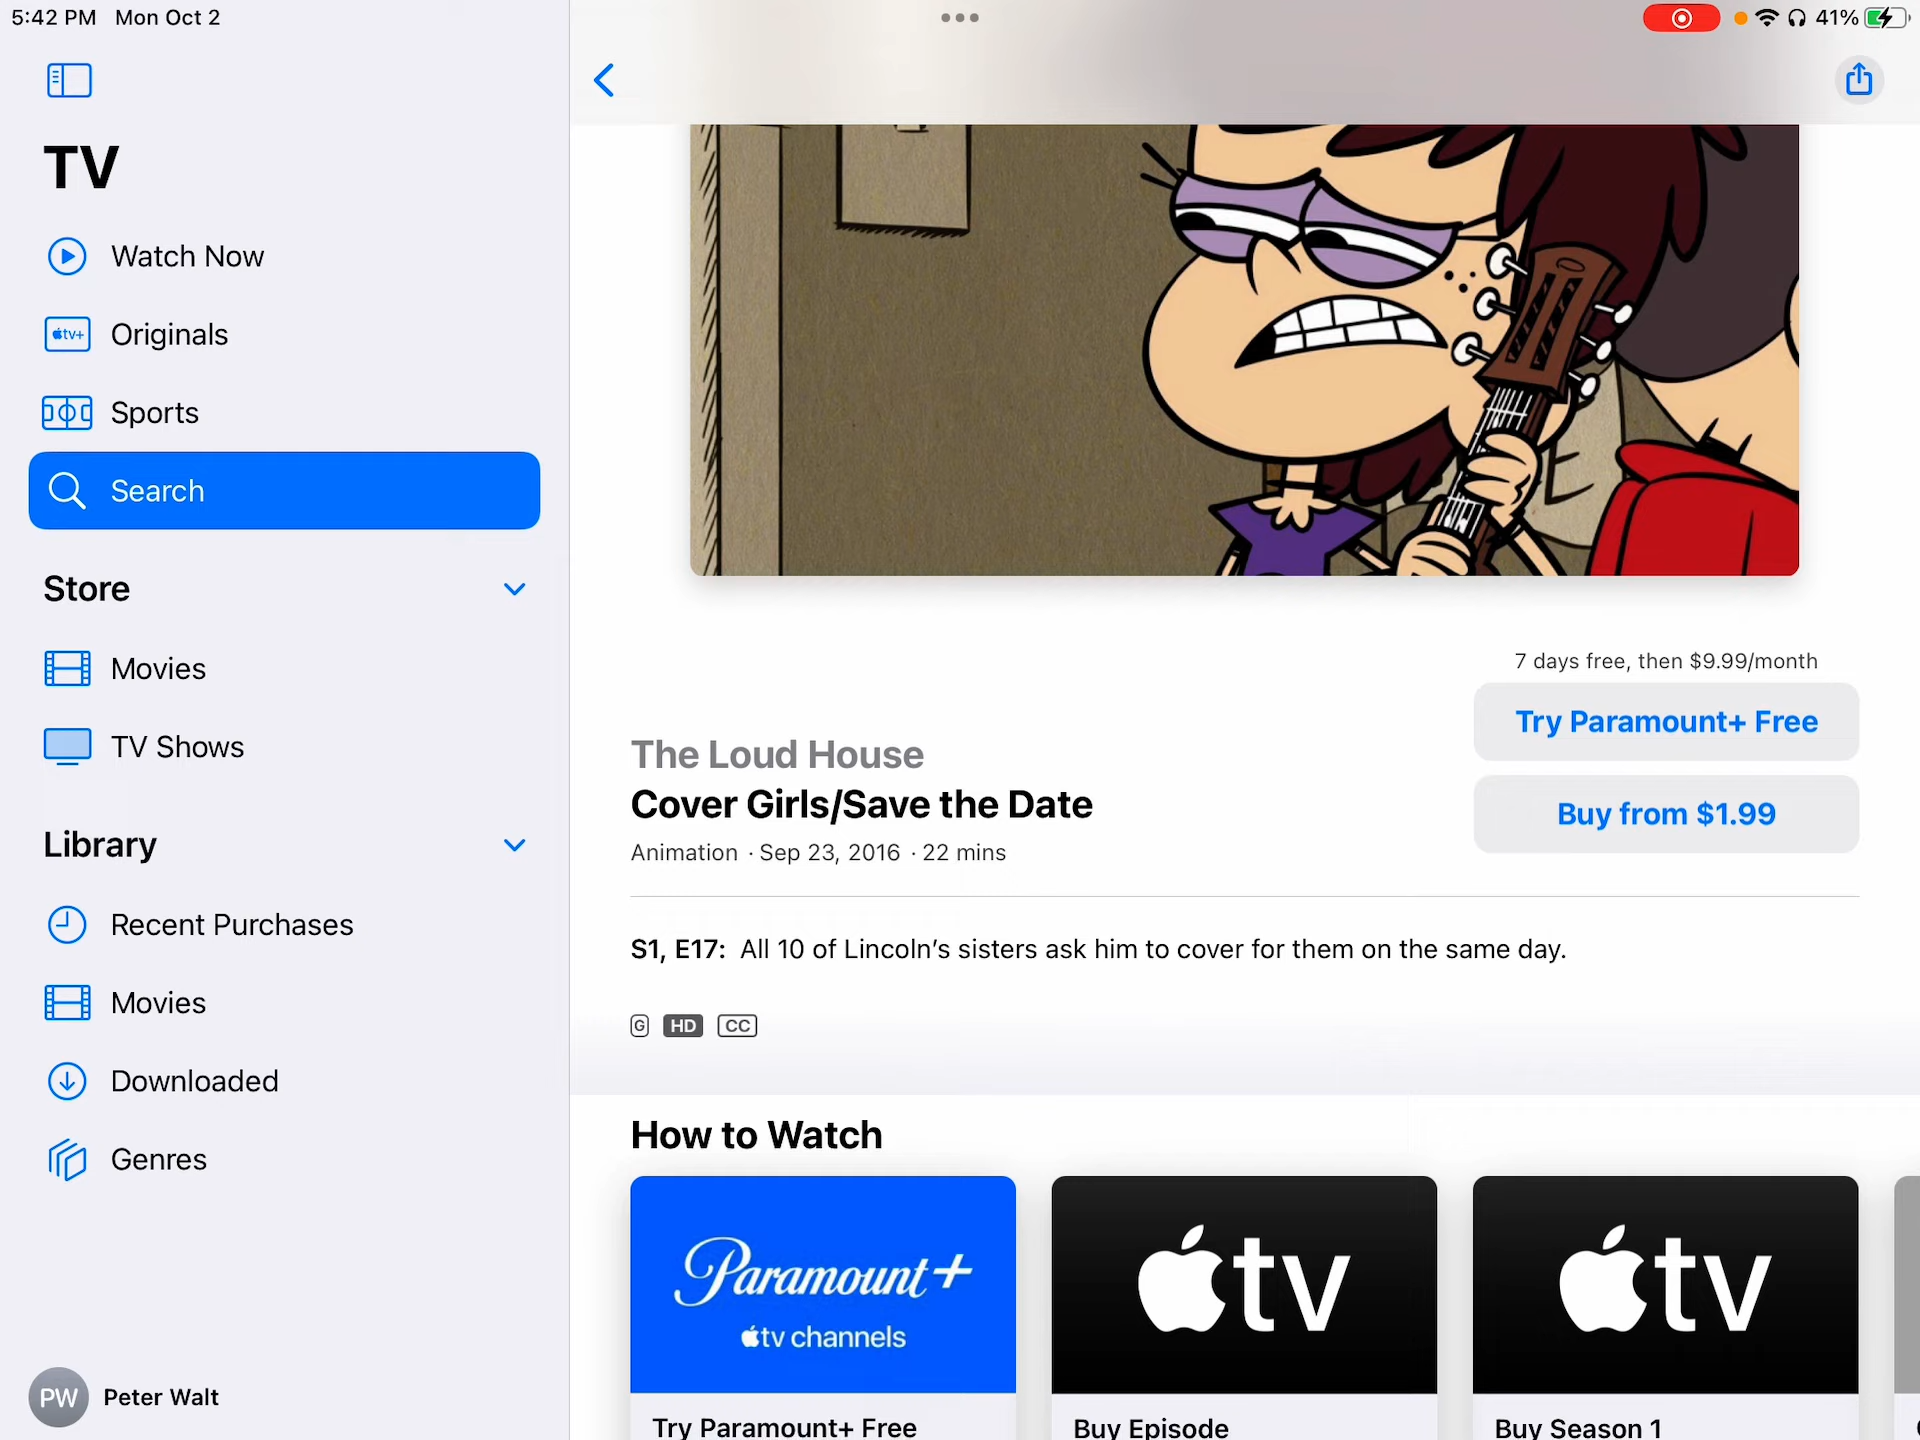 5:42 PM Mon Oct 2
41%
TV
Watch Now
tv+ Originals
Sports
Search
Store
Movies
TV Shows
Library
Recent Purchases
Movies
Downloaded
Genres
PW Peter Walt
7 days free, then $9.99/month
Try Paramount+ Free
Buy from $1.99
The Loud House
Cover Girls/Save the Date
Animation · Sep 23, 2016 · 22 mins
S1, E17: All 10 of Lincoln’s sisters ask him to cover for them on the same day.
G HD CC
How to Watch
Paramount+
tv channels
Try Paramount+ Free
tv
Buy Episode
tv
Buy Season 1